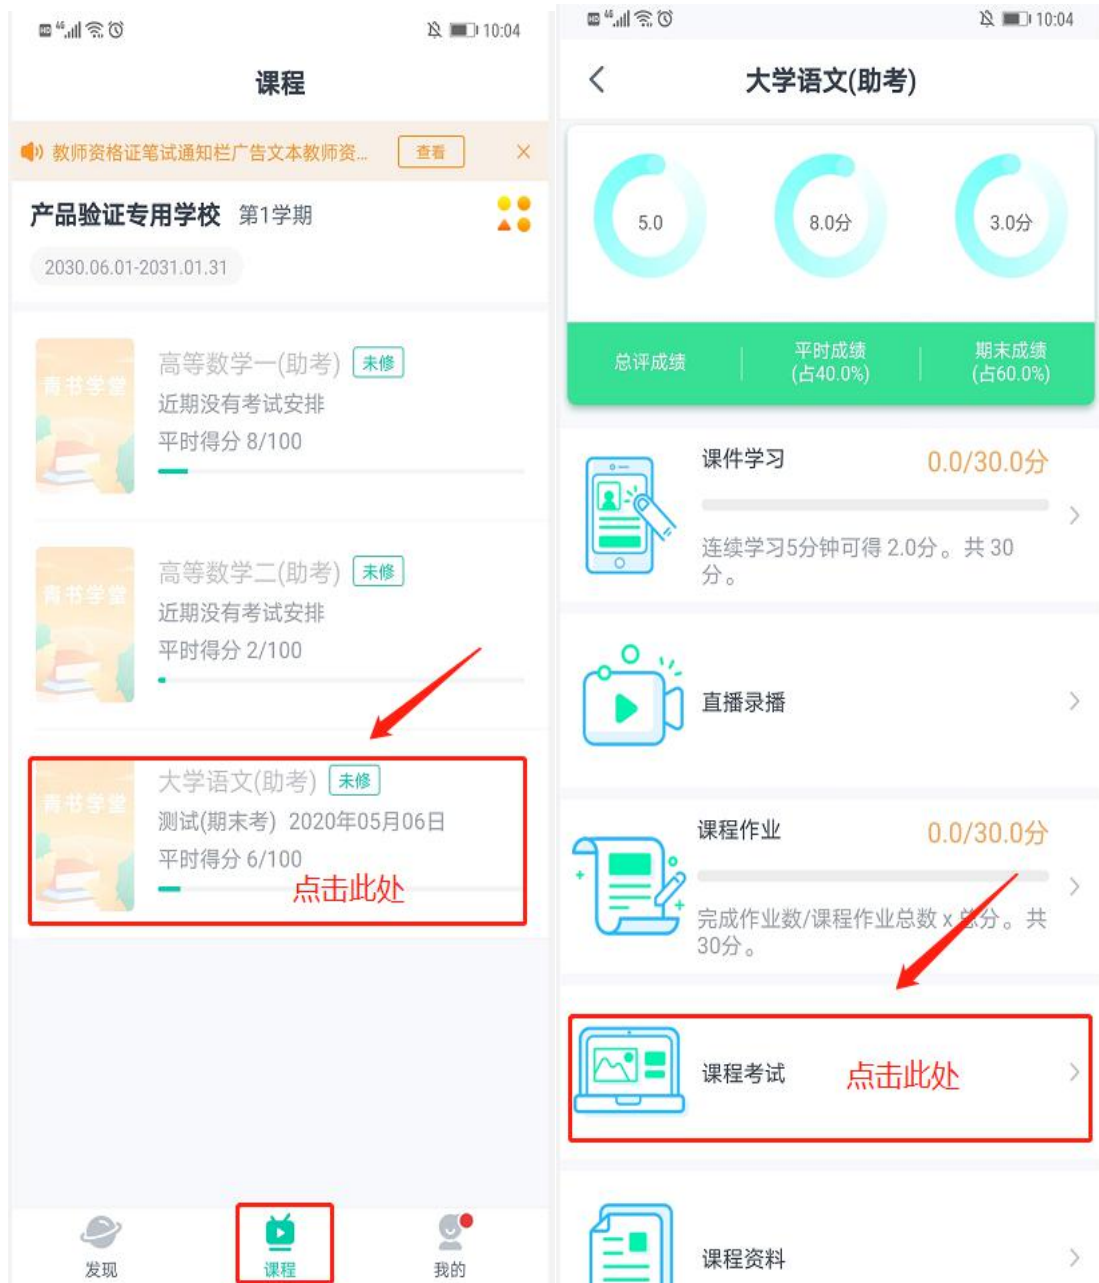 10:04
课程
教师资格证笔试通知栏广告文本教师资...
查看
产品验证专用学校 第1学期
2030.06.01-2031.01.31
青书学堂
高等数学一(助考) 未修
近期没有考试安排
平时得分 8/100
青书学堂
高等数学二(助考) 未修
近期没有考试安排
平时得分 2/100
青书学堂
大学语文(助考) 未修
测试(期末考) 2020年05月06日
平时得分 6/100
点击此处
发现
课程
我的
10:04
大学语文(助考)
5.0
8.0分
3.0分
总评成绩
平时成绩
(占40.0%)
期末成绩
(占60.0%)
课件学习
0.0/30.0分
连续学习5分钟可得 2.0分。共 30
分。
直播录播
课程作业
0.0/30.0分
完成作业数/课程作业总数 x 总分。共
30分。
课程考试
点击此处
课程资料